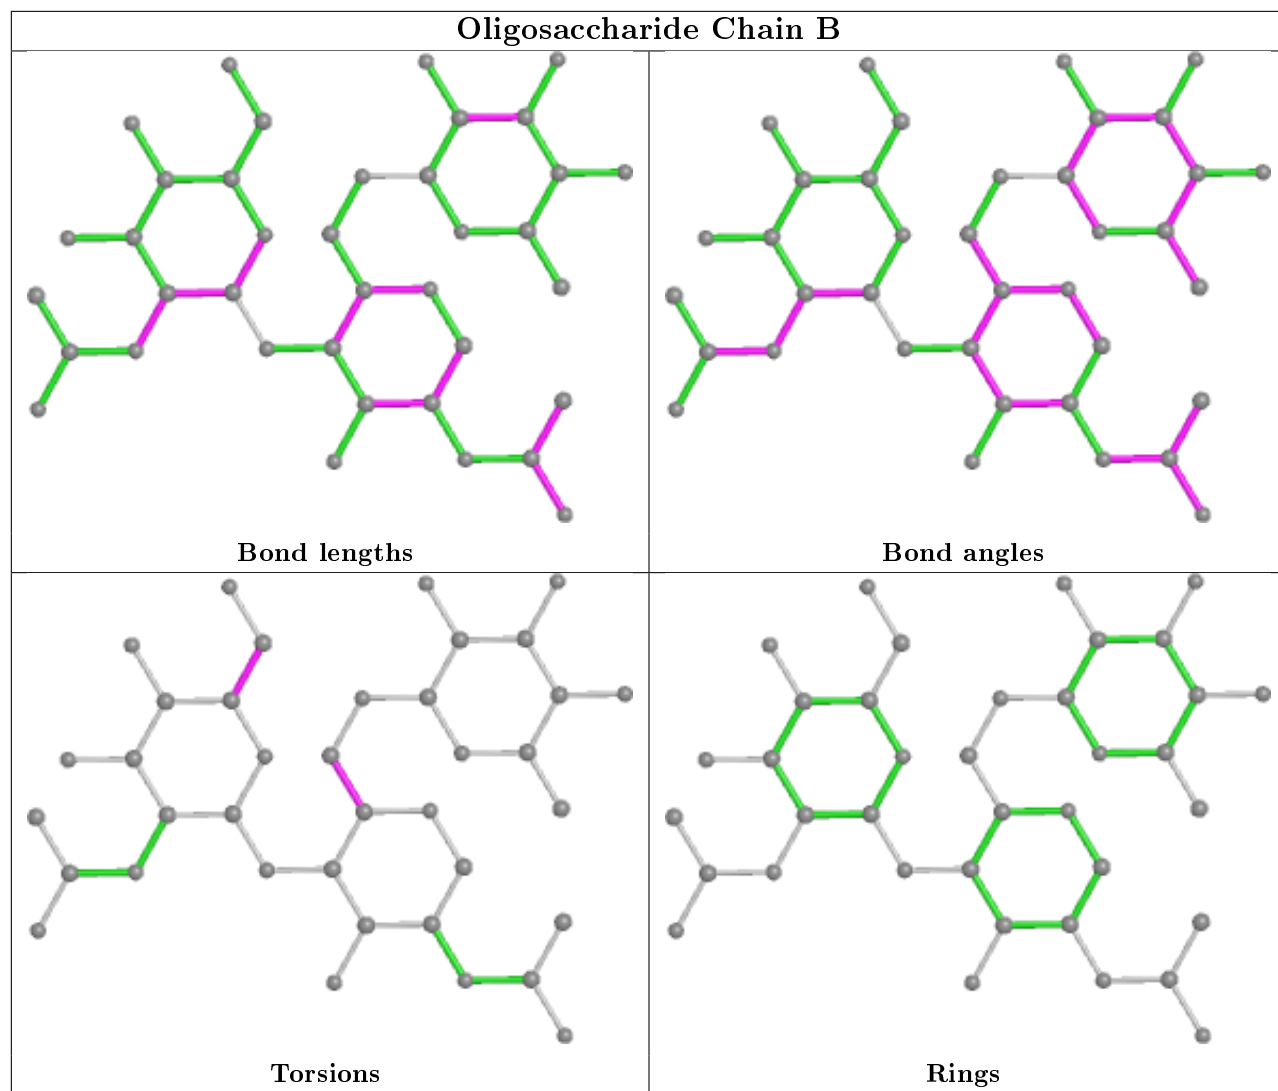 Oligosaccharide Chain B
Bond lengths
Bond angles
Torsions
Rings